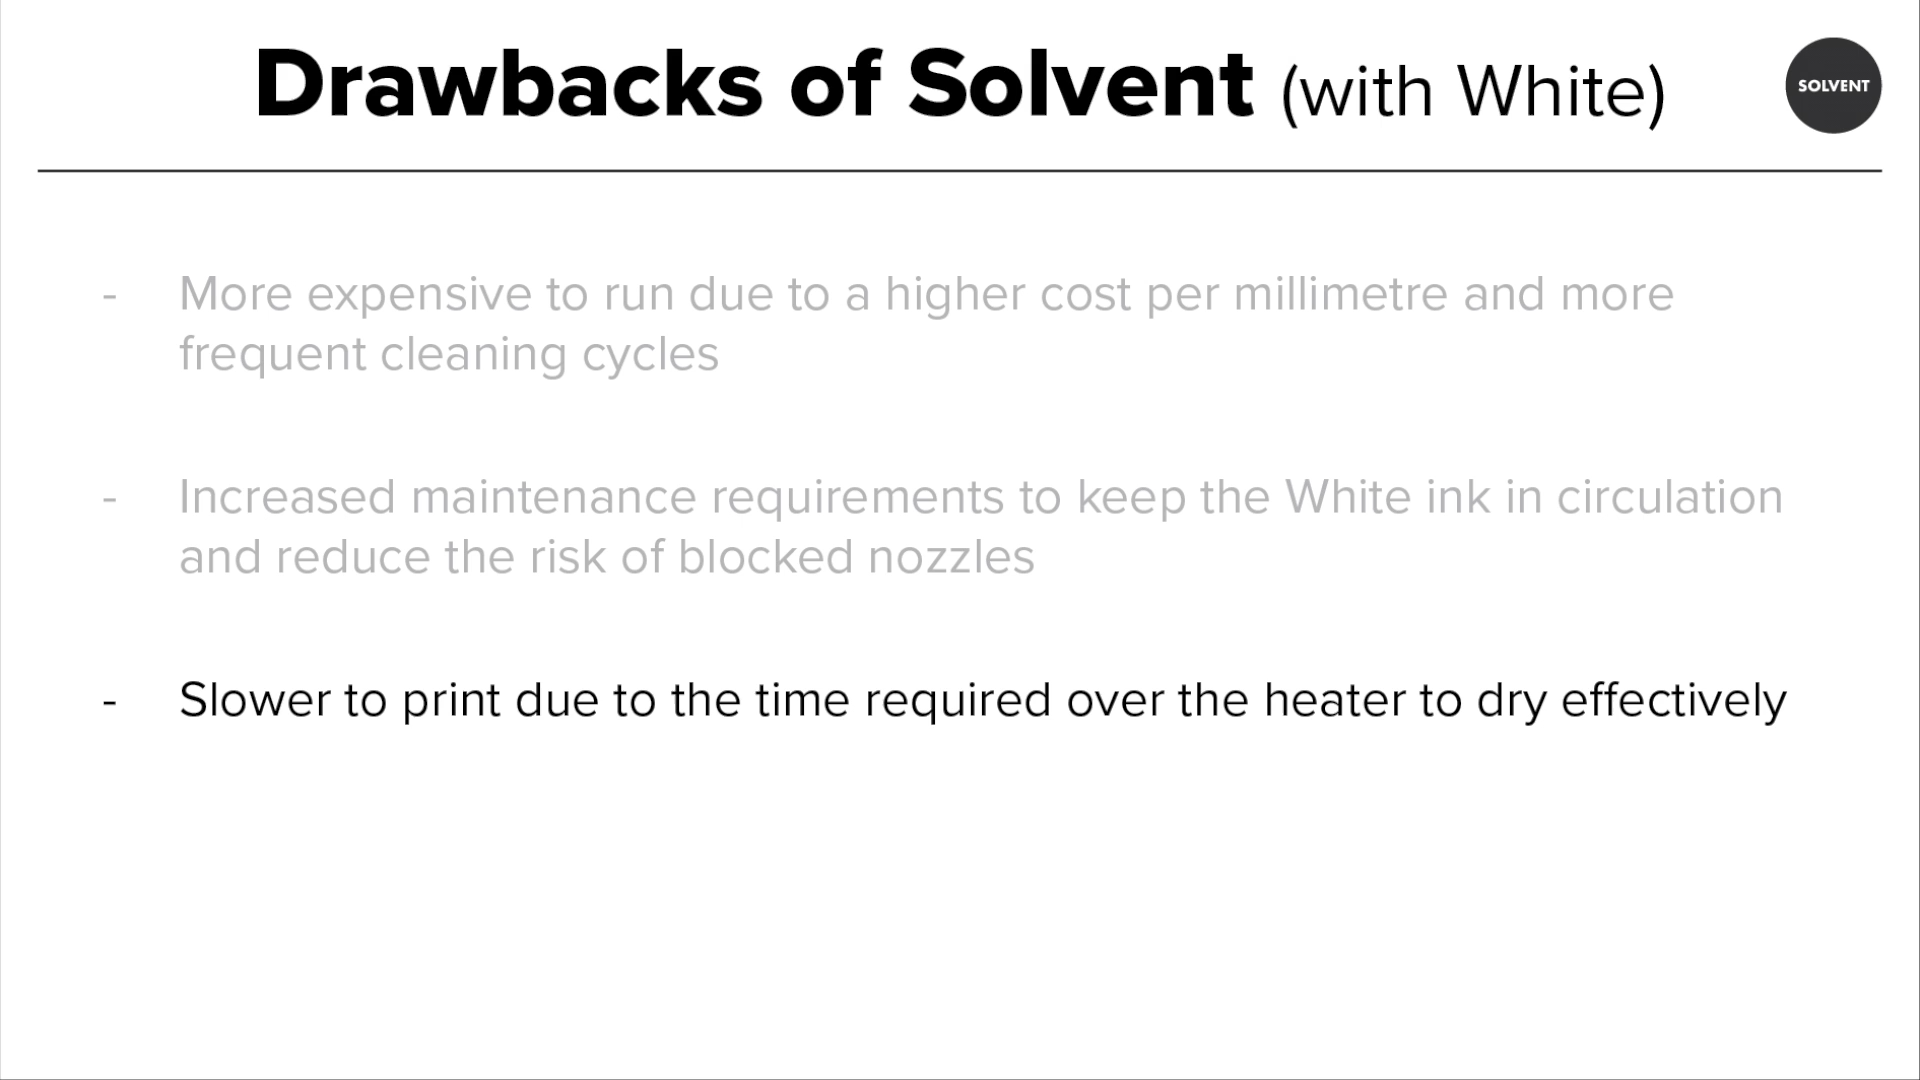 Drawbacks of Solvent (with White)
SOLVENT
- More expensive to run due to a higher cost per millimetre and more
frequent cleaning cycles
- Increased maintenance requirements to keep the White ink in circulation
and reduce the risk of blocked nozzles
- Slower to print due to the time required over the heater to dry effectively